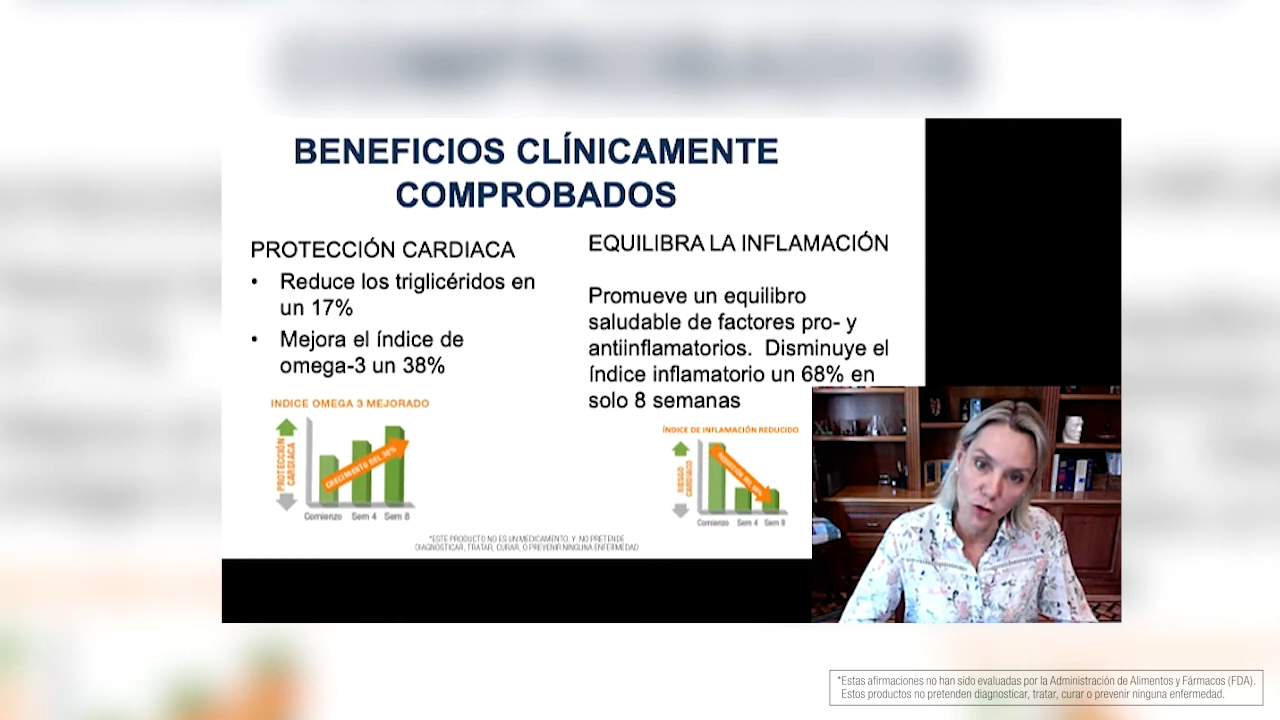 BENEFICIOS CLÍNICAMENTE
COMPROBADOS
PROTECCIÓN CARDIACA
• Reduce los triglicéridos en
un 17%
• Mejora el índice de
omega-3 un 38%
INDICE OMEGA 3 MEJORADO
PROTECCIÓN
CARDIACA
CRECIMIENTO DEL 38%
Comienzo Sem 4 Sem 8
EQUILIBRA LA INFLAMACIÓN
Promueve un equilibro
saludable de factores pro- y
antiinflamatorios. Disminuye el
índice inflamatorio un 68% en
solo 8 semanas
ÍNDICE DE INFLAMACIÓN REDUCIDO
RIESGO
CARDIACO
Comienzo Sem 4 Sem 8
*ESTE PRODUCTO NO ES UN MEDICAMENTO, Y NO PRETENDE
DIAGNOSTICAR, TRATAR, CURAR, O PREVENIR NINGUNA ENFERMEDAD
*Estas afirmaciones no han sido evaluadas por la Administración de Alimentos y Fármacos (FDA).
Estos productos no pretenden diagnosticar, tratar, curar o prevenir ninguna enfermedad.